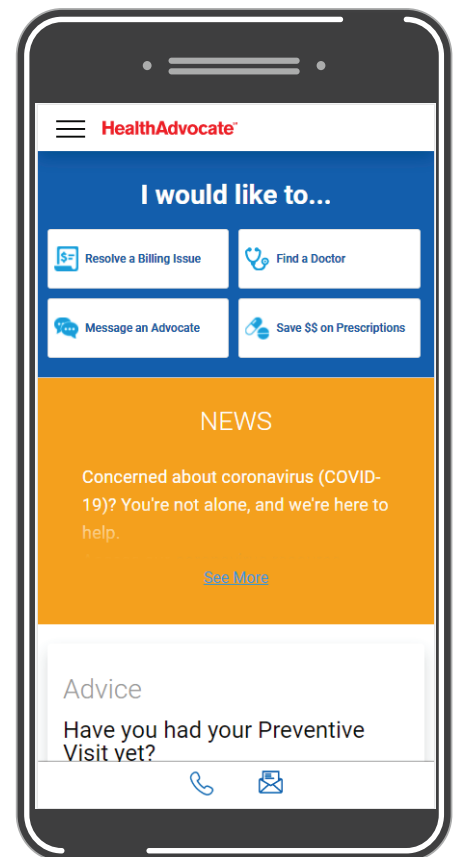 HealthAdvocate℠
I would like to...
Resolve a Billing Issue
Find a Doctor
Message an Advocate
Save $$ on Prescriptions
NEWS
Concerned about coronavirus (COVID-
19)? You're not alone, and we're here to
help.
See More
Advice
Have you had your Preventive
Visit yet?